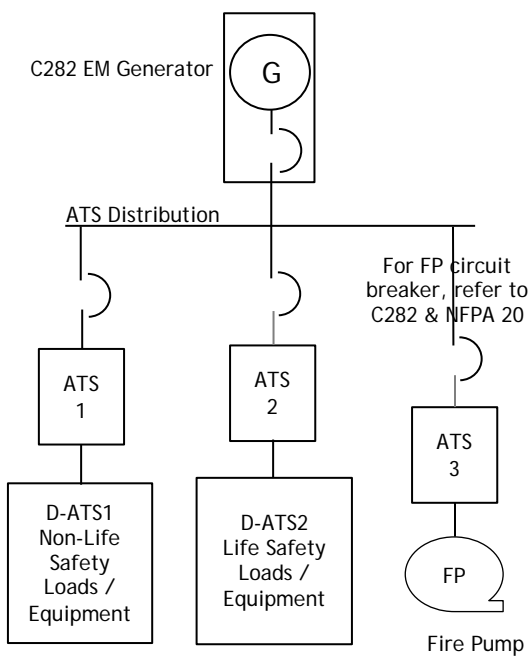 C282 EM Generator
G
ATS Distribution
For FP circuit
breaker, refer to
C282 & NFPA 20
ATS
1
ATS
2
ATS
3
D-ATS1
Non-Life
Safety
Loads /
Equipment
D-ATS2
Life Safety
Loads /
Equipment
FP
Fire Pump